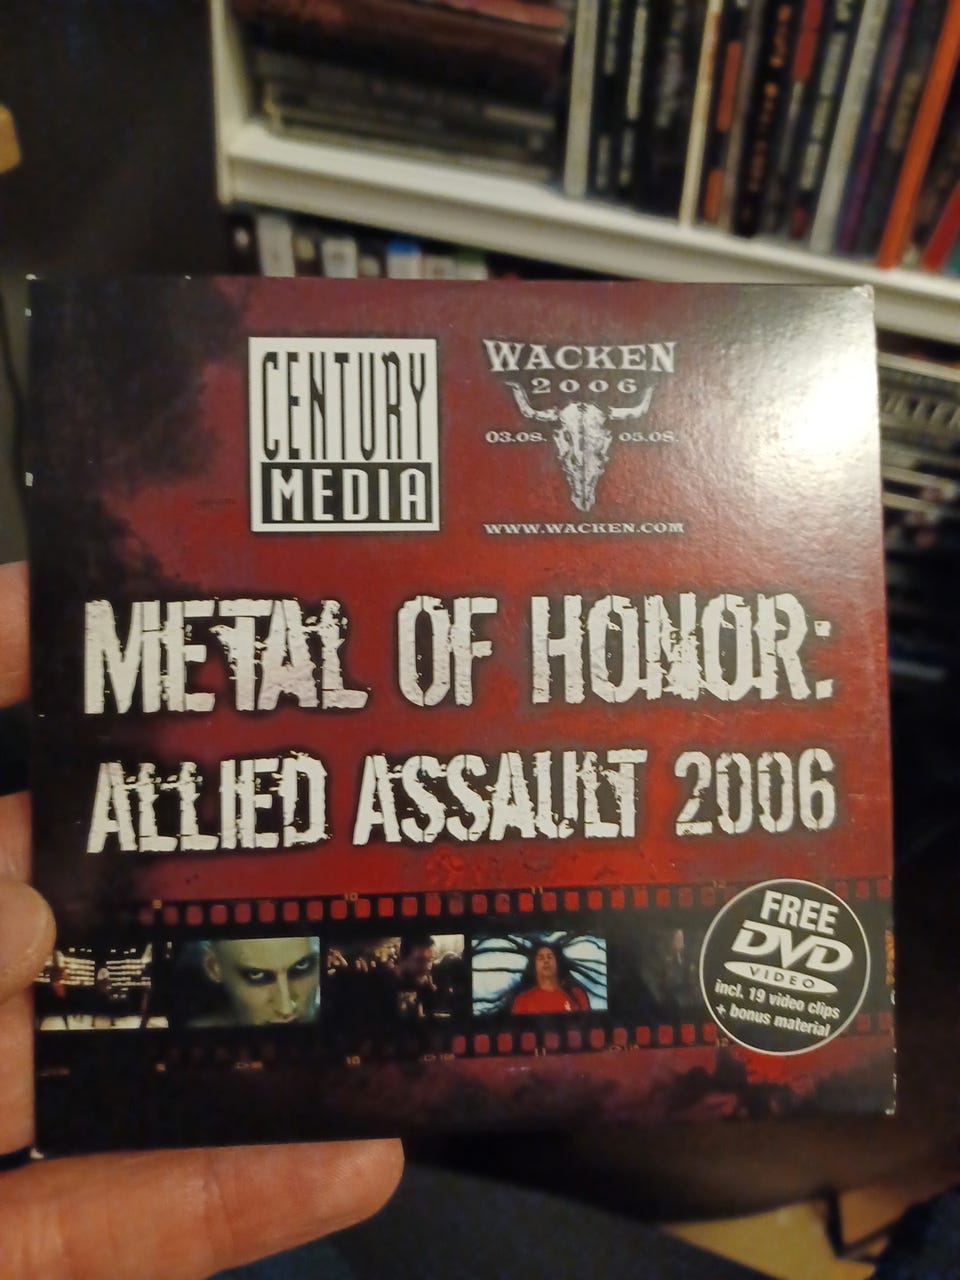 CENTURY
MEDIA
WACKEN
2006
03.08. 05.08.
WWW.WACKEN.COM
METAL OF HONOR:
ALLIED ASSAULT 2006
FREE
DVD
VIDEO
incl. 19 video clips
+ bonus material